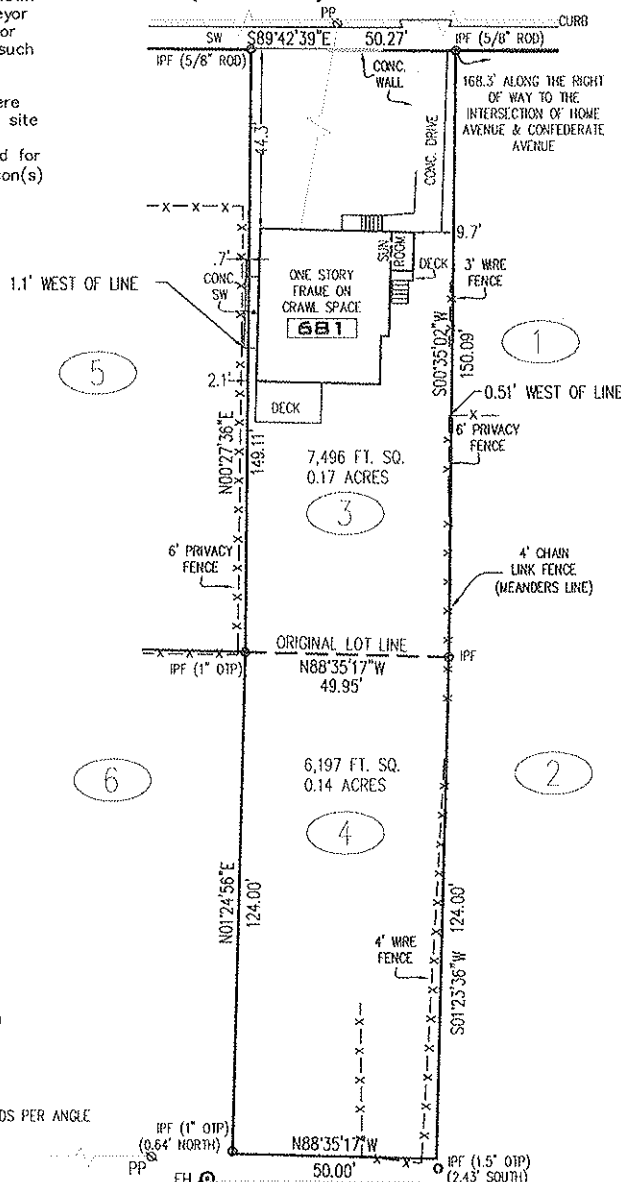 yor
or
such
ere
site
d for
con(s)
PP
CURB
SW
S89°42'39"E 50.27'
IPF (5/8" ROD)
IPF (5/8" ROD)
CONC.
WALL
168.3' ALONG THE RIGHT
OF WAY TO THE
INTERSECTION OF HOME
AVENUE & CONFEDERATE
AVENUE
44.3'
CONC. DRIVE
9.7'
SUN
ROOM
DECK
3' WIRE
FENCE
.7'
CONC.
SW
1.1' WEST OF LINE
ONE STORY
FRAME ON
CRAWL SPACE
681
S00°35'02"W
150.09'
1
5
2.1'
DECK
0.51' WEST OF LINE
6' PRIVACY
FENCE
N00°27'36"E
149.11'
7,496 FT. SQ.
0.17 ACRES
3
6' PRIVACY
FENCE
4' CHAIN
LINK FENCE
(MEANDERS LINE)
ORIGINAL LOT LINE
IPF (1" OTP)
N88°35'17"W
49.95'
IPF
6
6,197 FT. SQ.
0.14 ACRES
2
4
N01°24'56"E
124.00'
4' WIRE
FENCE
124.00'
S01°23'36"W
DS PER ANGLE
IPF (1" OTP)
(0.64' NORTH)
N88°35'17"W
50.00'
IPF (1.5" OTP)
(2.43' SOUTH)
PP
FH